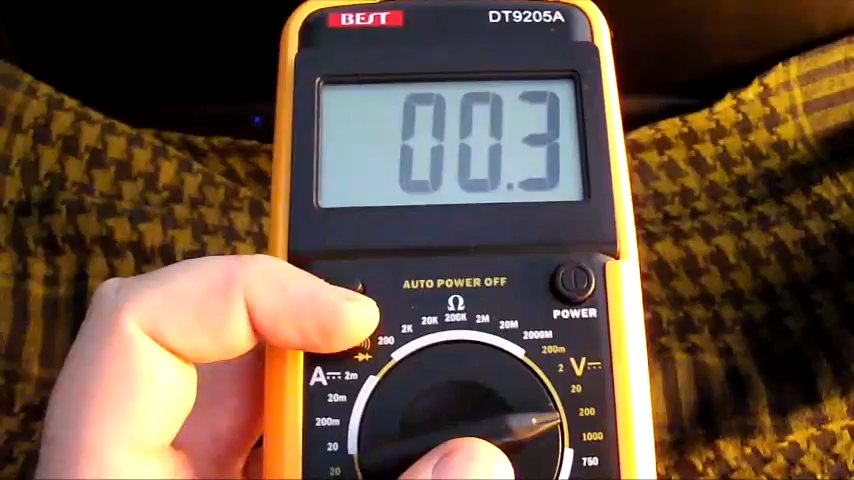 BEST
DT9205A
00.3
AUTO POWER OFF
Ω
POWER
200 2K 20K 200K 2M 20M 2000M
200m
2
V
20
200
1000
750
A
2m
20m
200m
20
20